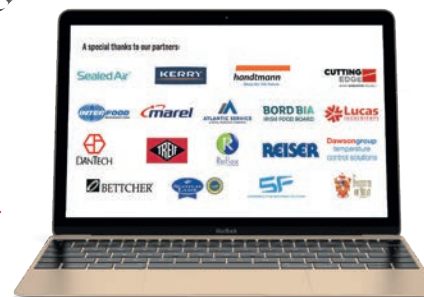 A special thanks to our partners:
Sealed Air
KERRY
handtmann
CUTTING
EDGE
INTERFOOD
marel
ATLANTIC SERVICE
BORD BIA
IRISH FOOD BOARD
Lucas
DANTECH
TREIF
REISER
Dawsongroup
temperature
control solutions
BETTCHER
SF
MacBook